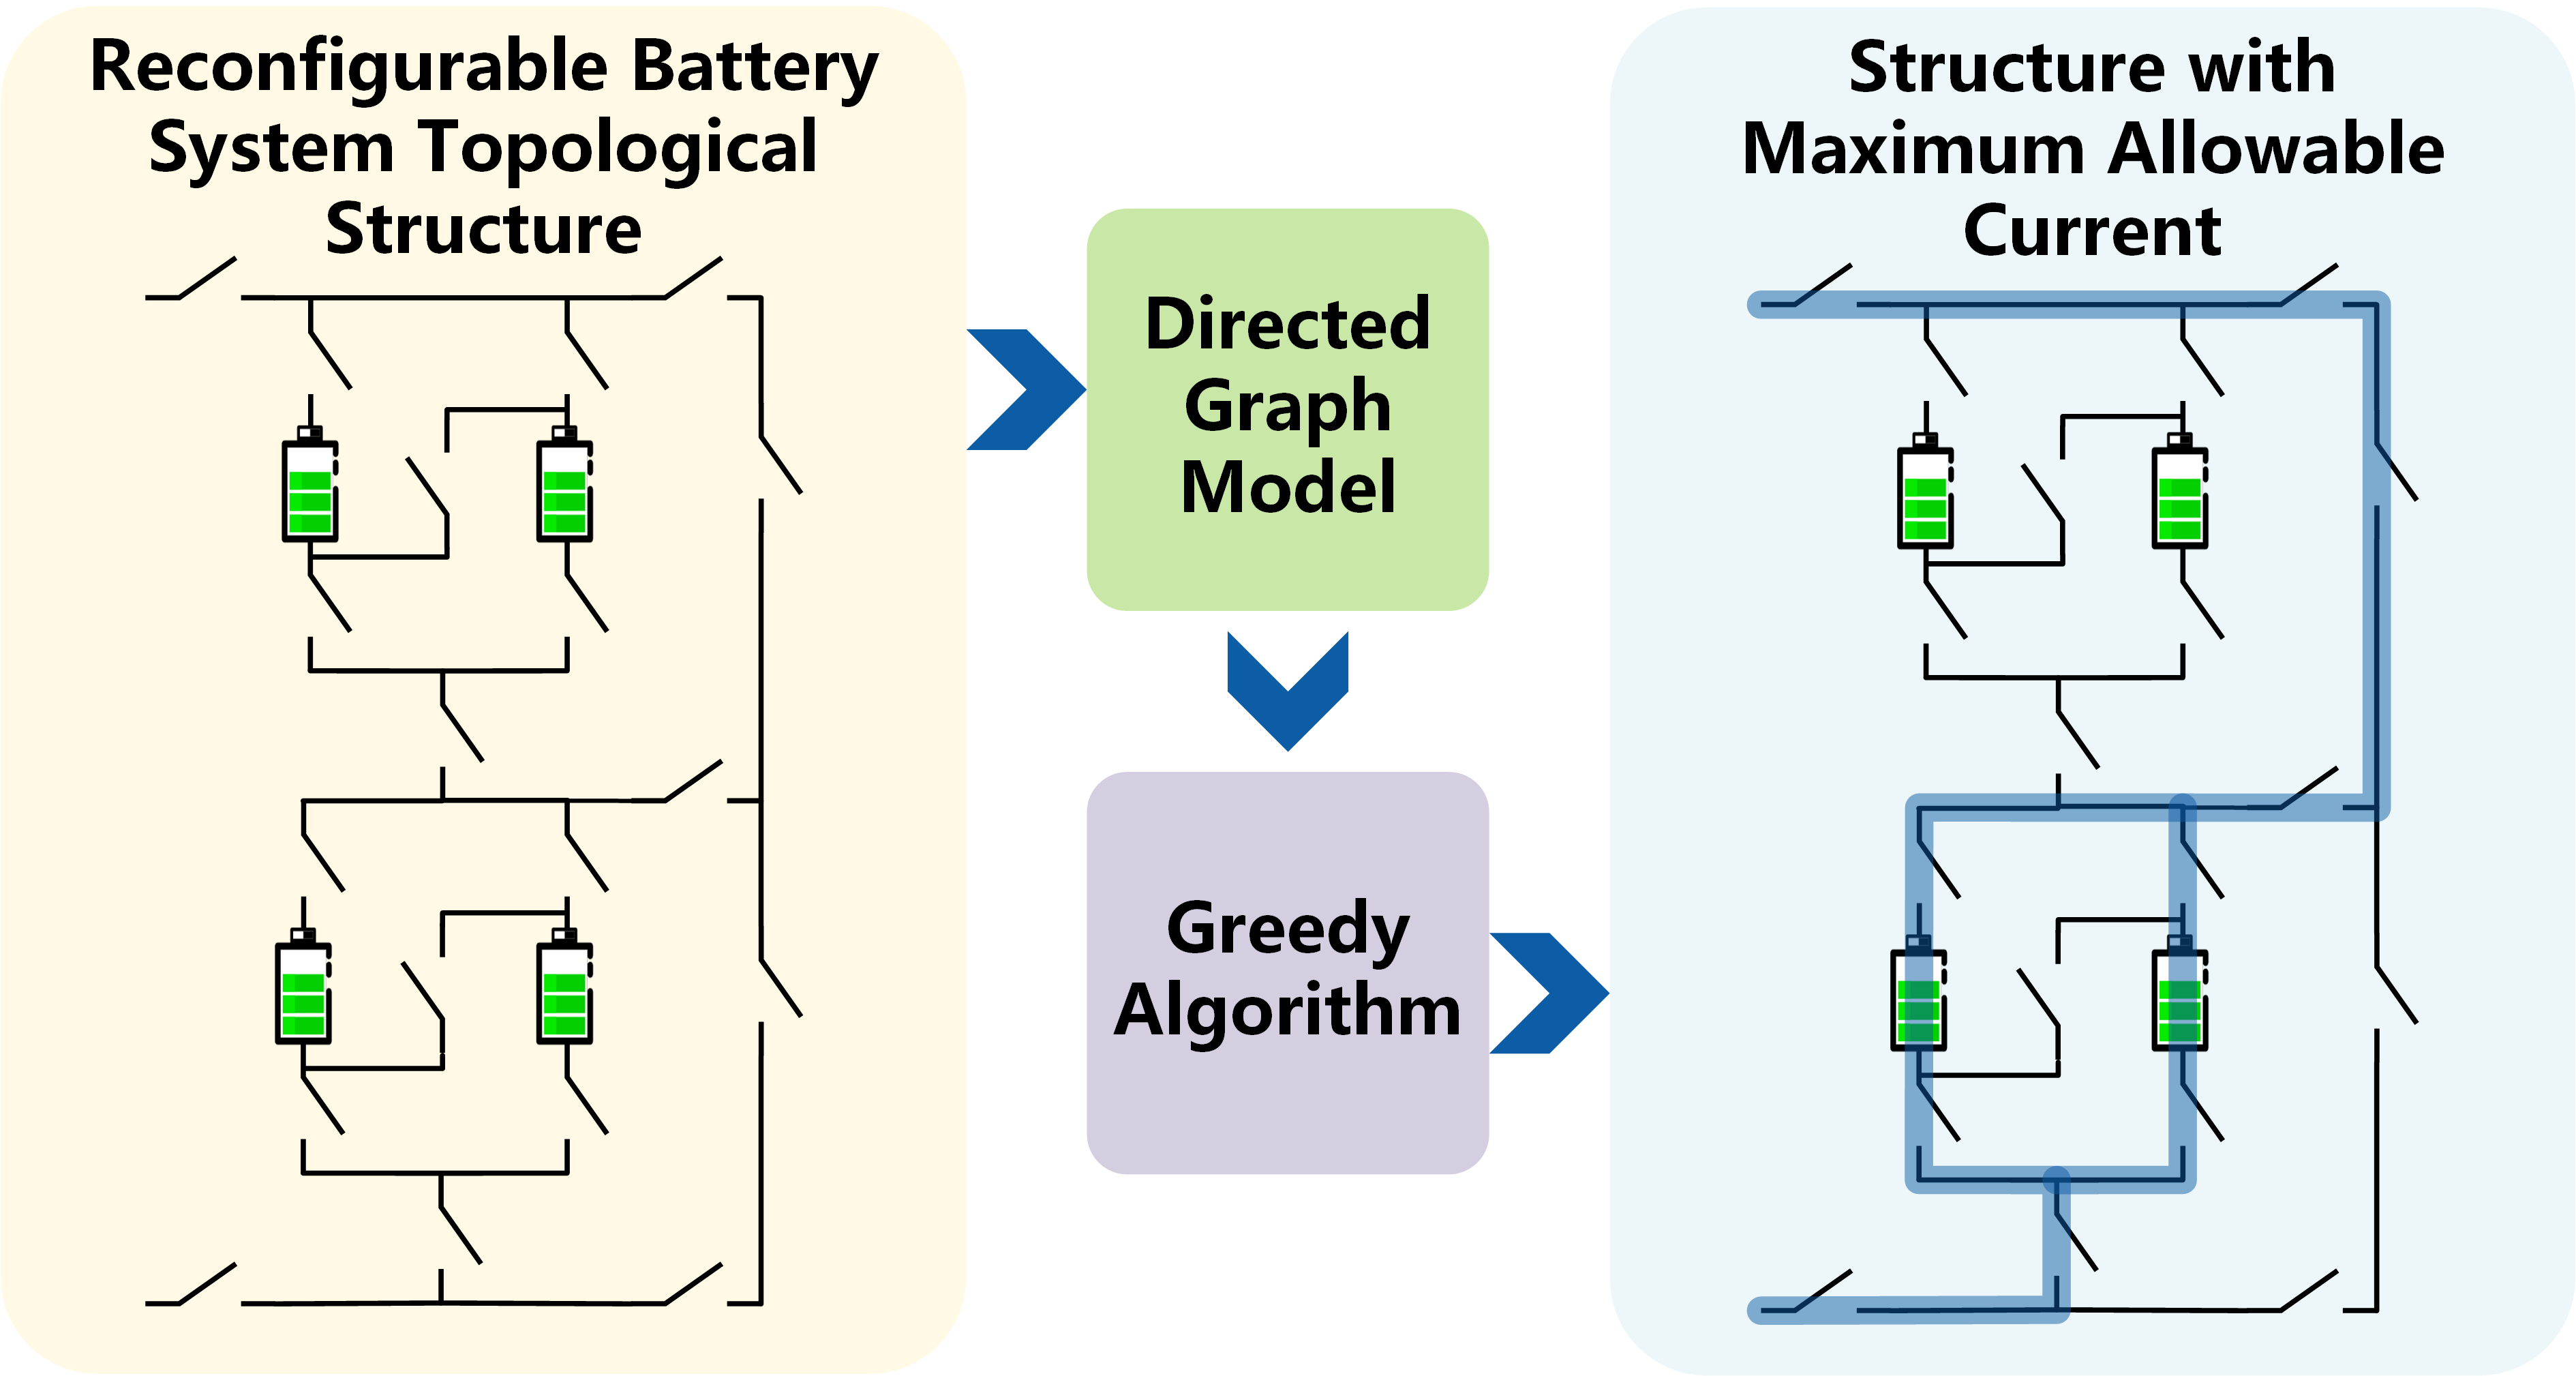 Reconfigurable Battery
System Topological
Structure
Directed
Graph
Model
Greedy
Algorithm
Structure with
Maximum Allowable
Current